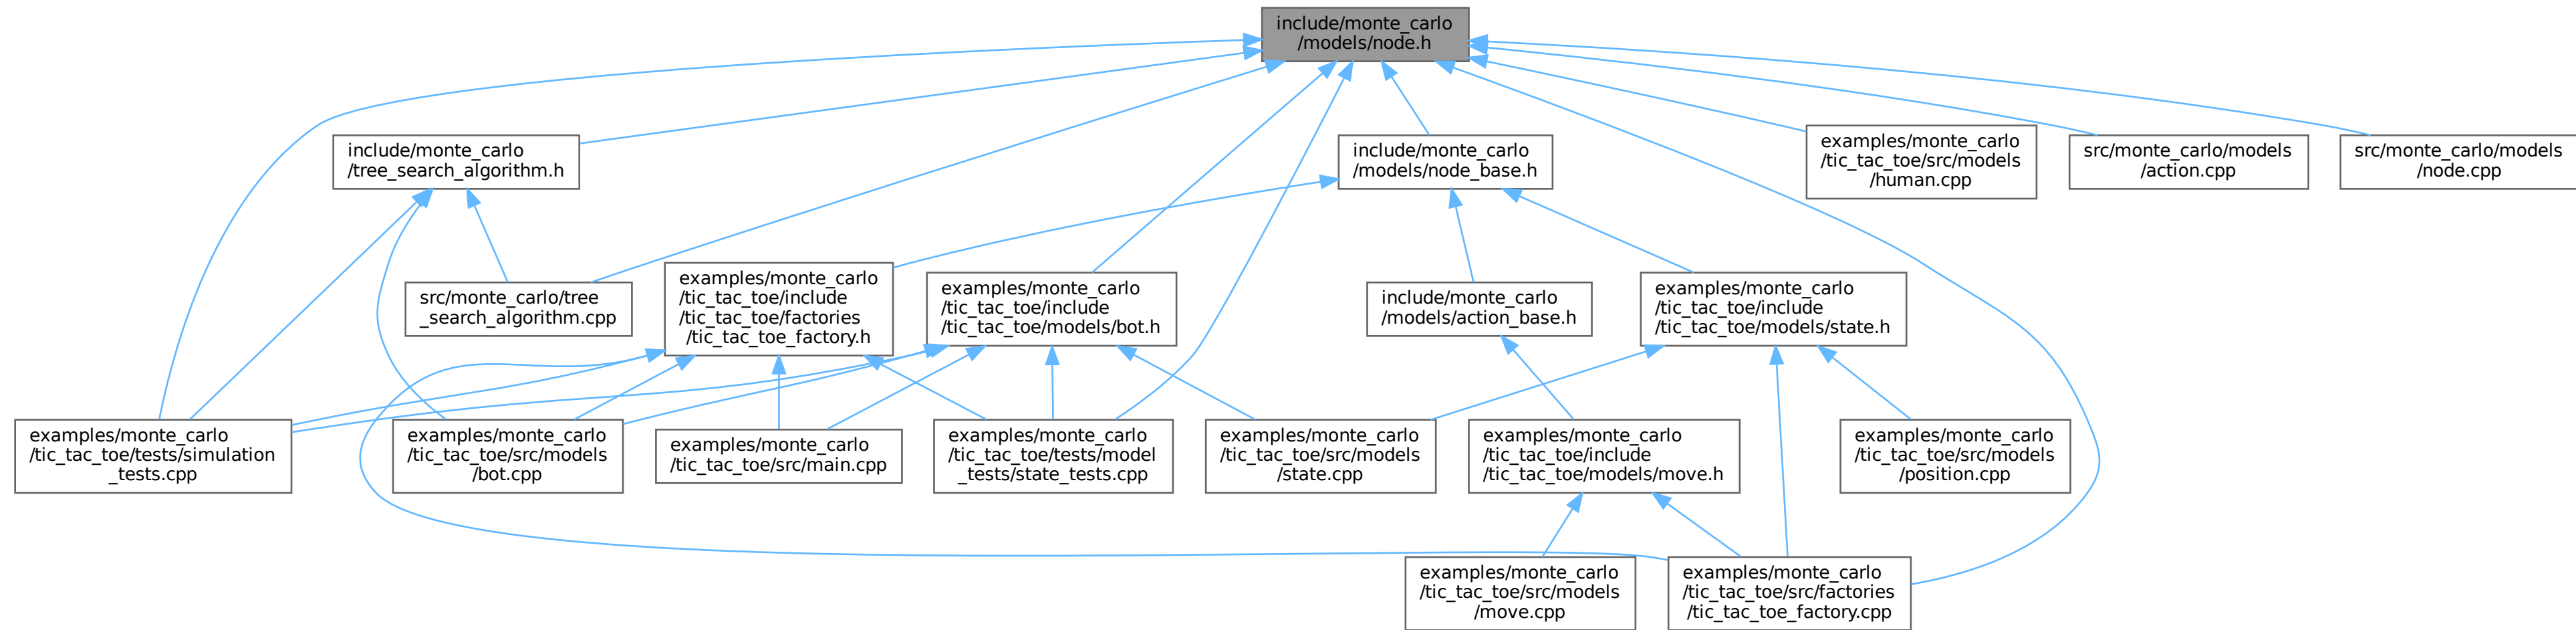 include/monte_carlo
/models/node.h
include/monte_carlo
/tree_search_algorithm.h
include/monte_carlo
/models/node_base.h
examples/monte_carlo
/tic_tac_toe/src/models
/human.cpp
src/monte_carlo/models
/action.cpp
src/monte_carlo/models
/node.cpp
src/monte_carlo/tree
_search_algorithm.cpp
examples/monte_carlo
/tic_tac_toe/include
/tic_tac_toe/factories
/tic_tac_toe_factory.h
examples/monte_carlo
/tic_tac_toe/include
/tic_tac_toe/models/bot.h
include/monte_carlo
/models/action_base.h
examples/monte_carlo
/tic_tac_toe/include
/tic_tac_toe/models/state.h
examples/monte_carlo
/tic_tac_toe/tests/simulation
_tests.cpp
examples/monte_carlo
/tic_tac_toe/src/models
/bot.cpp
examples/monte_carlo
/tic_tac_toe/src/main.cpp
examples/monte_carlo
/tic_tac_toe/tests/model
_tests/state_tests.cpp
examples/monte_carlo
/tic_tac_toe/src/models
/state.cpp
examples/monte_carlo
/tic_tac_toe/include
/tic_tac_toe/models/move.h
examples/monte_carlo
/tic_tac_toe/src/models
/position.cpp
examples/monte_carlo
/tic_tac_toe/src/models
/move.cpp
examples/monte_carlo
/tic_tac_toe/src/factories
/tic_tac_toe_factory.cpp